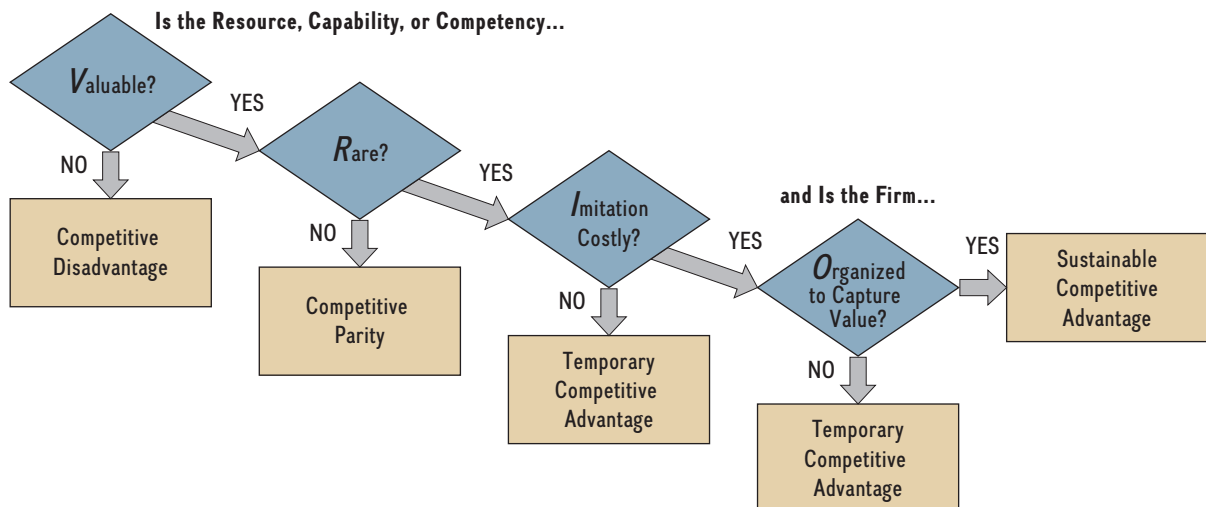 Is the Resource, Capability, or Competency...
Valuable?
YES
NO
Competitive
Disadvantage
Rare?
YES
NO
Competitive
Parity
Imitation
Costly?
YES
NO
Temporary
Competitive
Advantage
and Is the Firm...
Organized
to Capture
Value?
YES
NO
Temporary
Competitive
Advantage
Sustainable
Competitive
Advantage